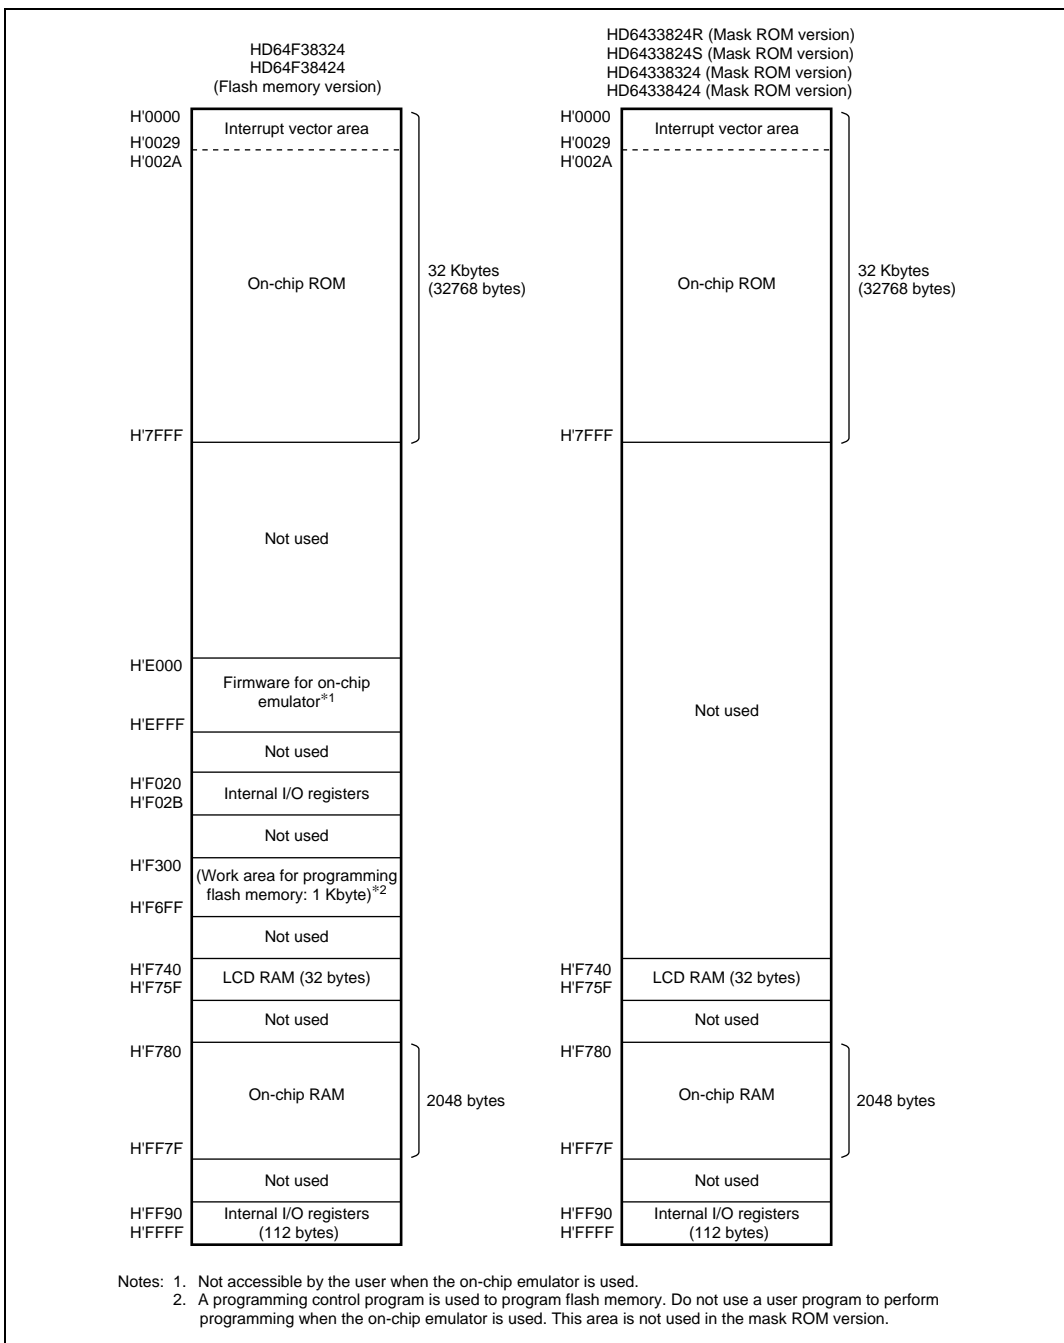 HD64F38324
HD64F38424
(Flash memory version)
H'0000
Interrupt vector area
H'0029
H'002A
On-chip ROM
32 Kbytes
(32768 bytes)
H'7FFF
Not used
H'E000
Firmware for on-chip
emulator*1
H'EFFF
Not used
H'F020
Internal I/O registers
H'F02B
Not used
H'F300
(Work area for programming
flash memory: 1 Kbyte)*2
H'F6FF
Not used
H'F740
LCD RAM (32 bytes)
H'F75F
Not used
H'F780
On-chip RAM
2048 bytes
H'FF7F
Not used
H'FF90
Internal I/O registers
H'FFFF
(112 bytes)
HD6433824R (Mask ROM version)
HD6433824S (Mask ROM version)
HD64338324 (Mask ROM version)
HD64338424 (Mask ROM version)
H'0000
Interrupt vector area
H'0029
H'002A
On-chip ROM
32 Kbytes
(32768 bytes)
H'7FFF
Not used
H'F740
LCD RAM (32 bytes)
H'F75F
Not used
H'F780
On-chip RAM
2048 bytes
H'FF7F
Not used
H'FF90
Internal I/O registers
H'FFFF
(112 bytes)
Notes: 1. Not accessible by the user when the on-chip emulator is used.
2. A programming control program is used to program flash memory. Do not use a user program to perform
programming when the on-chip emulator is used. This area is not used in the mask ROM version.